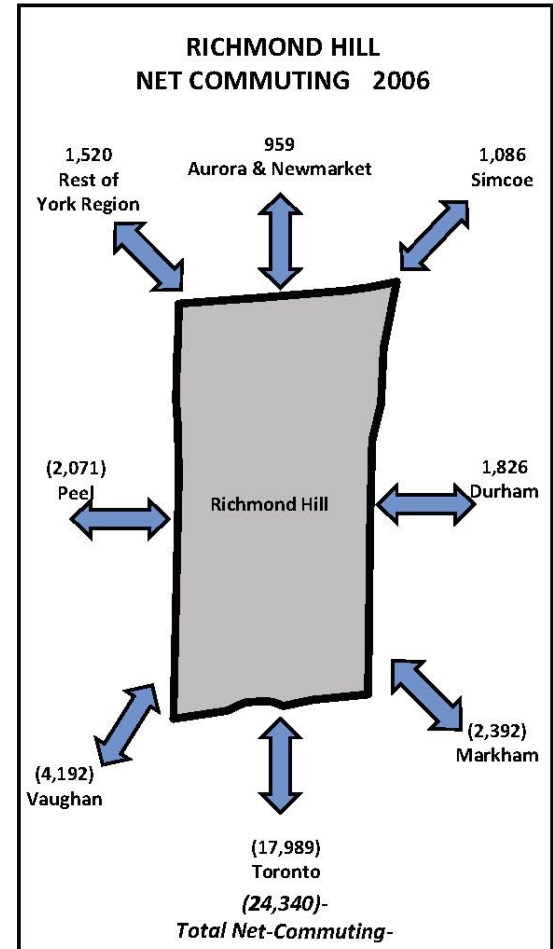 RICHMOND HILL
NET COMMUTING 2006
1,520
Rest of
York Region
959
Aurora & Newmarket
1,086
Simcoe
(2,071)
Peel
Richmond Hill
1,826
Durham
(4,192)
Vaughan
(2,392)
Markham
(17,989)
Toronto
(24,340)-
Total Net-Commuting-